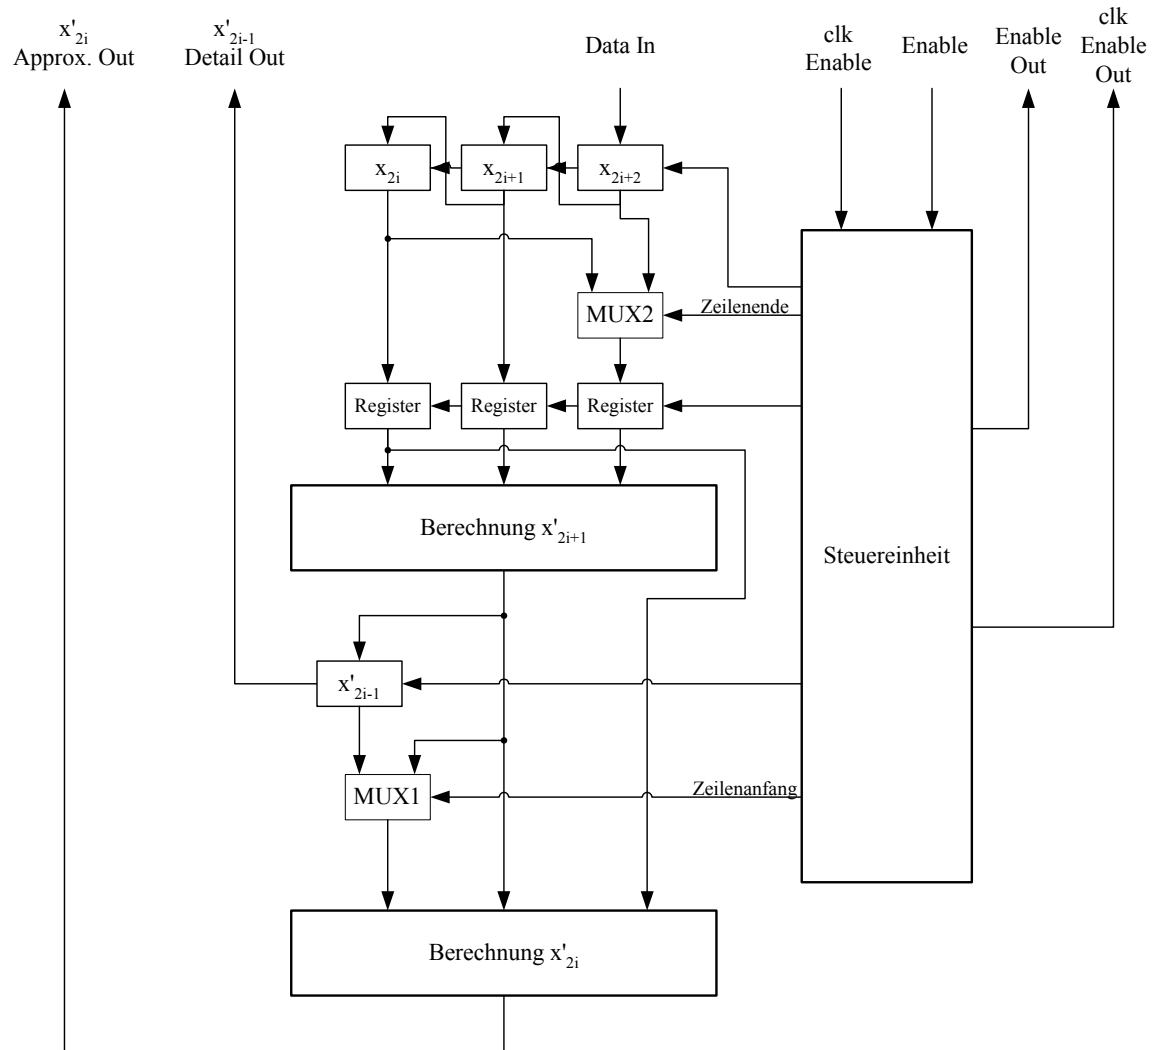 x'2i
Approx. Out
x'2i-1
Detail Out
Data In
clk
Enable
Enable
Enable
Out
clk
Enable
Out
x2i
x2i+1
x2i+2
MUX2
Zeilenende
Register
Register
Register
Berechnung x'2i+1
Steuereinheit
x'2i-1
MUX1
Zeilenanfang
Berechnung x'2i